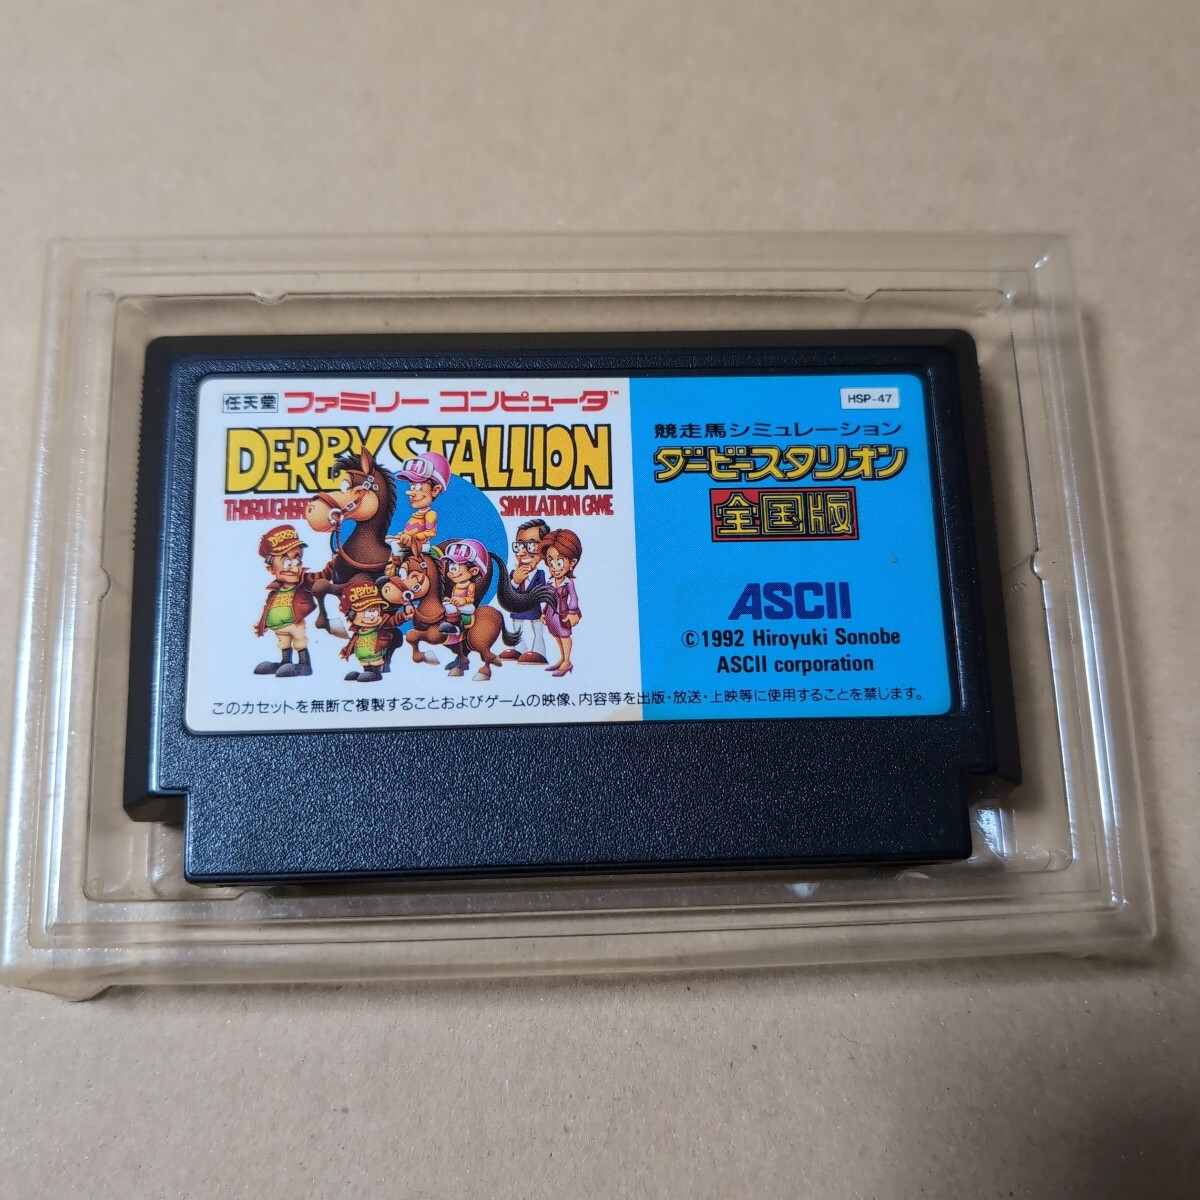 任天堂 ファミリー コンピュータ™
DERBY STALLION
THOROUGHBRED SIMULATION GAME
DERBY
derby
HSP-47
競走馬シミュレーション
ダービースタリオン
全国版
ASCII
©1992 Hiroyuki Sonobe
ASCII corporation
このカセットを無断で複製することおよびゲームの映像、内容等を出版・放送・上映等に使用することを禁じます。